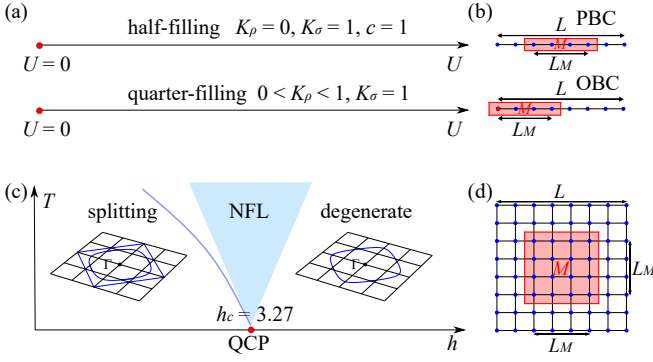 (a)
half-filling K_ρ = 0, K_σ = 1, c = 1
U = 0
U
quarter-filling 0 < K_ρ < 1, K_σ = 1
U = 0
U
(b)
L
PBC
M
L_M
L
OBC
M
L_M
(c)
T
splitting
NFL
degenerate
Γ
Γ
h_c = 3.27
QCP
h
(d)
L
M
L_M
L_M